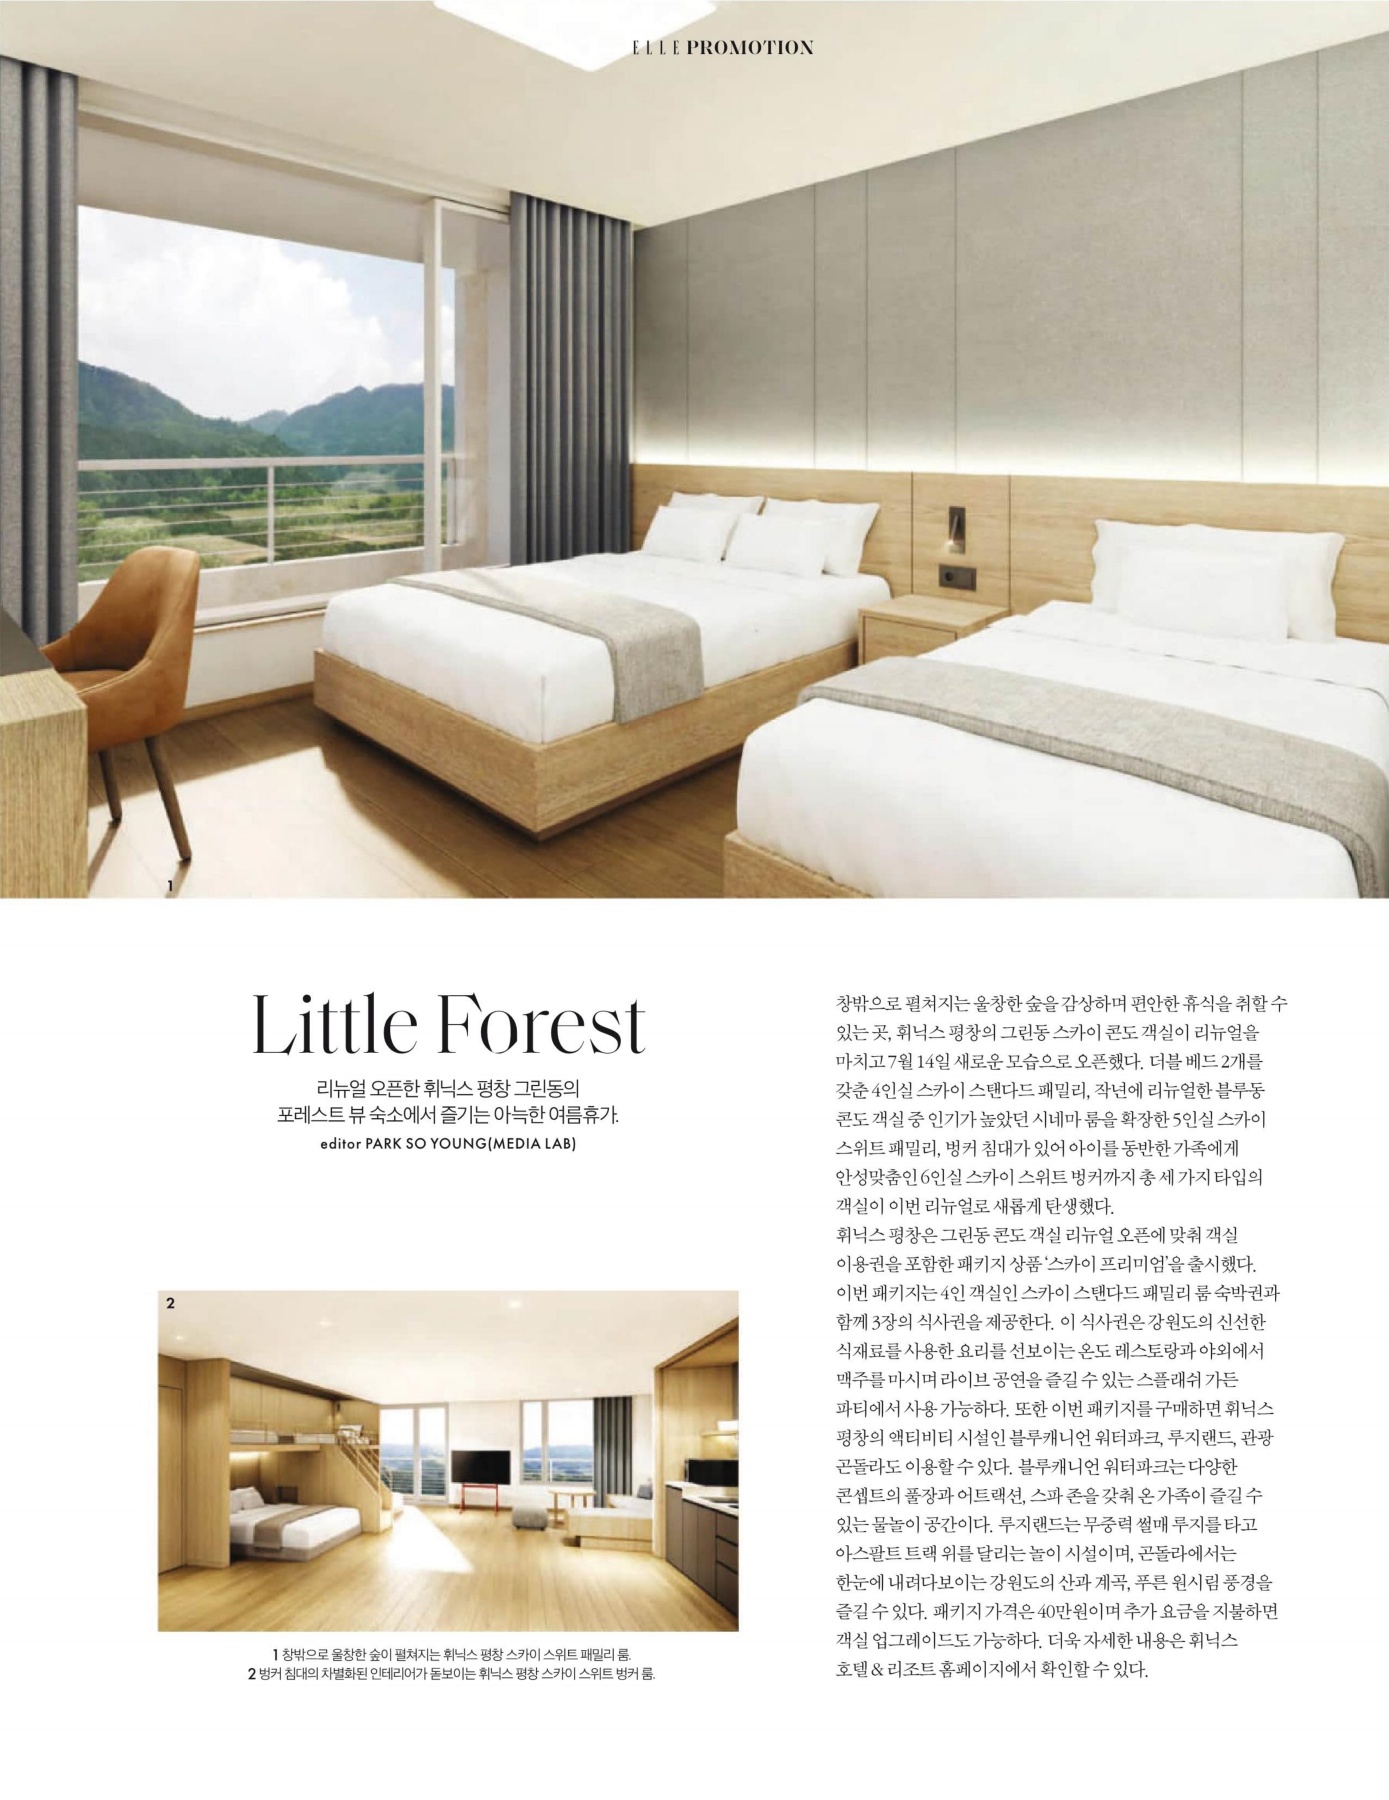 ELLE PROMOTION
1
Little Forest
리뉴얼 오픈한 휘닉스 평창 그린동의
포레스트 뷰 숙소에서 즐기는 아늑한 여름휴가.
editor PARK SO YOUNG(MEDIA LAB)
2
1 창밖으로 울창한 숲이 펼쳐지는 휘닉스 평창 스카이 스위트 패밀리 룸.
2 벙커 침대의 차별화된 인테리어가 돋보이는 휘닉스 평창 스카이 스위트 벙커 룸.
창밖으로 펼쳐지는 울창한 숲을 감상하며 편안한 휴식을 취할 수
있는 곳, 휘닉스 평창의 그린동 스카이 콘도 객실이 리뉴얼을
마치고 7월 14일 새로운 모습으로 오픈했다. 더블 베드 2개를
갖춘 4인실 스카이 스탠다드 패밀리, 작년에 리뉴얼한 블루동
콘도 객실 중 인기가 높았던 시네마 룸을 확장한 5인실 스카이
스위트 패밀리, 벙커 침대가 있어 아이를 동반한 가족에게
안성맞춤인 6인실 스카이 스위트 벙커까지 총 세 가지 타입의
객실이 이번 리뉴얼로 새롭게 탄생했다.
휘닉스 평창은 그린동 콘도 객실 리뉴얼 오픈에 맞춰 객실
이용권을 포함한 패키지 상품 ‘스카이 프리미엄’을 출시했다.
이번 패키지는 4인 객실인 스카이 스탠다드 패밀리 룸 숙박권과
함께 3장의 식사권을 제공한다. 이 식사권은 강원도의 신선한
식재료를 사용한 요리를 선보이는 온도 레스토랑과 야외에서
맥주를 마시며 라이브 공연을 즐길 수 있는 스플래쉬 가든
파티에서 사용 가능하다. 또한 이번 패키지를 구매하면 휘닉스
평창의 액티비티 시설인 블루캐니언 워터파크, 루지랜드, 관광
곤돌라도 이용할 수 있다. 블루캐니언 워터파크는 다양한
콘셉트의 풀장과 어트랙션, 스파 존을 갖춰 온 가족이 즐길 수
있는 물놀이 공간이다. 루지랜드는 무중력 썰매 루지를 타고
아스팔트 트랙 위를 달리는 놀이 시설이며, 곤돌라에서는
한눈에 내려다보이는 강원도의 산과 계곡, 푸른 원시림 풍경을
즐길 수 있다. 패키지 가격은 40만원이며 추가 요금을 지불하면
객실 업그레이드도 가능하다. 더욱 자세한 내용은 휘닉스
호텔 & 리조트 홈페이지에서 확인할 수 있다.